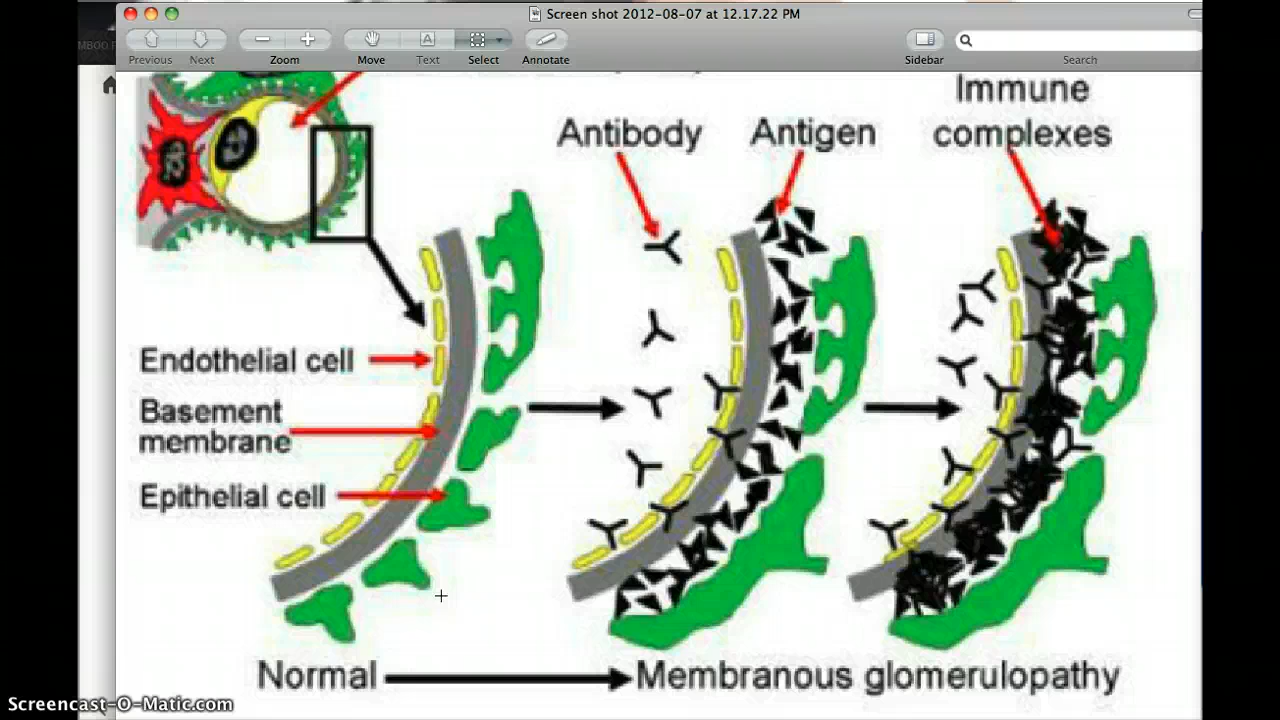 Screen shot 2012-08-07 at 12.17.22 PM
Previous Next Zoom Move Text Select Annotate Sidebar Search
Immune
Antibody Antigen complexes
Endothelial cell
Basement
membrane
Epithelial cell
Normal Membranous glomerulopathy
Screencast-O-Matic.com